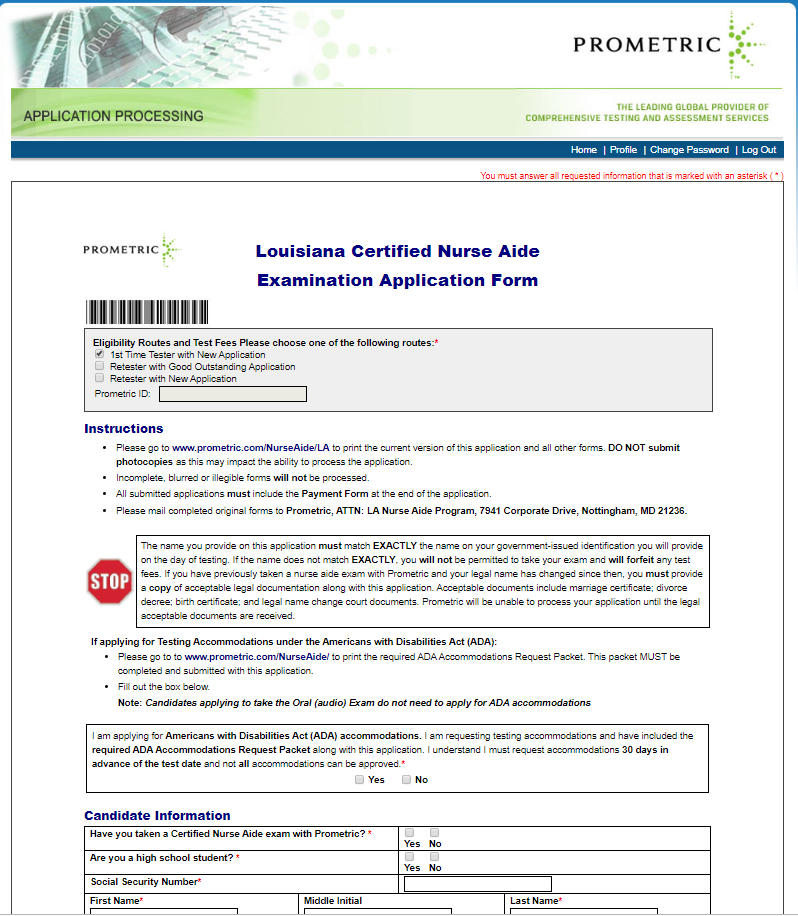 PROMETRIC
APPLICATION PROCESSING
THE LEADING GLOBAL PROVIDER OF
COMPREHENSIVE TESTING AND ASSESSMENT SERVICES
Home | Profile | Change Password | Log Out
You must answer all requested information that is marked with an asterisk ( * )
PROMETRIC
Louisiana Certified Nurse Aide
Examination Application Form
Eligibility Routes and Test Fees Please choose one of the following routes:*
1st Time Tester with New Application
Retester with Good Outstanding Application
Retester with New Application
Prometric ID:
Instructions
• Please go to www.prometric.com/NurseAide/LA to print the current version of this application and all other forms. DO NOT submit
photocopies as this may impact the ability to process the application.
• Incomplete, blurred or illegible forms will not be processed.
• All submitted applications must include the Payment Form at the end of the application.
• Please mail completed original forms to Prometric, ATTN: LA Nurse Aide Program, 7941 Corporate Drive, Nottingham, MD 21236.
STOP
The name you provide on this application must match EXACTLY the name on your government-issued identification you will provide
on the day of testing. If the name does not match EXACTLY, you will not be permitted to take your exam and will forfeit any test
fees. If you have previously taken a nurse aide exam with Prometric and your legal name has changed since then, you must provide
a copy of acceptable legal documentation along with this application. Acceptable documents include marriage certificate; divorce
decree; birth certificate; and legal name change court documents. Prometric will be unable to process your application until the legal
acceptable documents are received.
If applying for Testing Accommodations under the Americans with Disabilities Act (ADA):
• Please go to to www.prometric.com/NurseAide/ to print the required ADA Accommodations Request Packet. This packet MUST be
completed and submitted with this application.
• Fill out the box below.
Note: Candidates applying to take the Oral (audio) Exam do not need to apply for ADA accommodations
I am applying for Americans with Disabilities Act (ADA) accommodations. I am requesting testing accommodations and have included the
required ADA Accommodations Request Packet along with this application. I understand I must request accommodations 30 days in
advance of the test date and not all accommodations can be approved.*
Yes No
Candidate Information
Have you taken a Certified Nurse Aide exam with Prometric? *
Yes No
Are you a high school student? *
Yes No
Social Security Number*
First Name* Middle Initial Last Name*